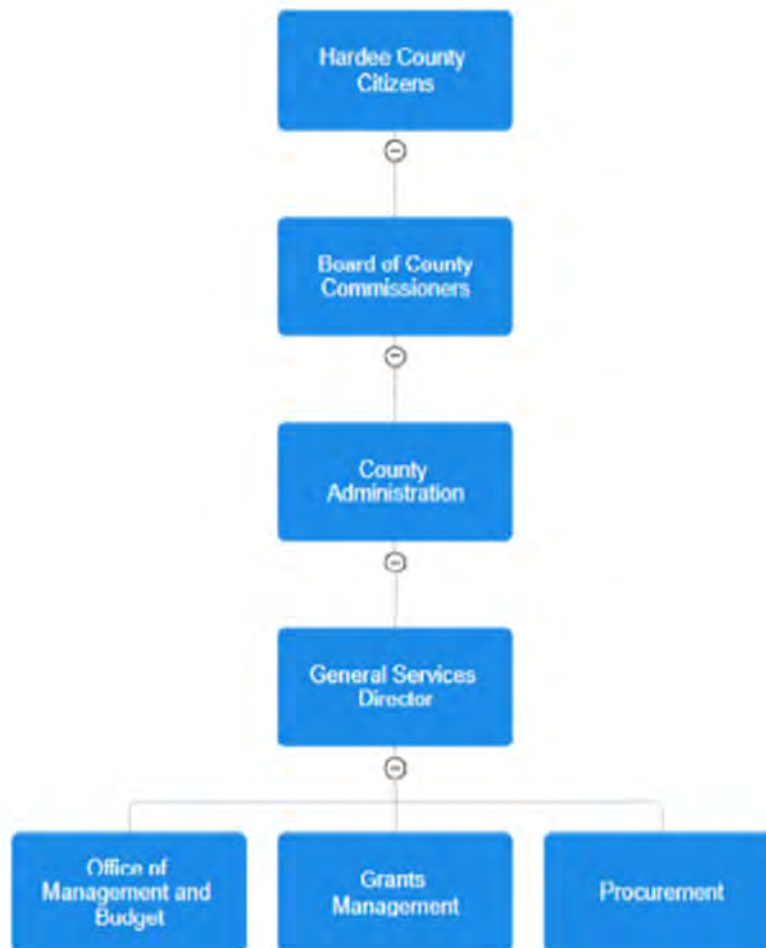 Hardee County
Citizens
Board of County
Commissioners
County
Administration
General Services
Director
Office of
Management and
Budget
Grants
Management
Procurement